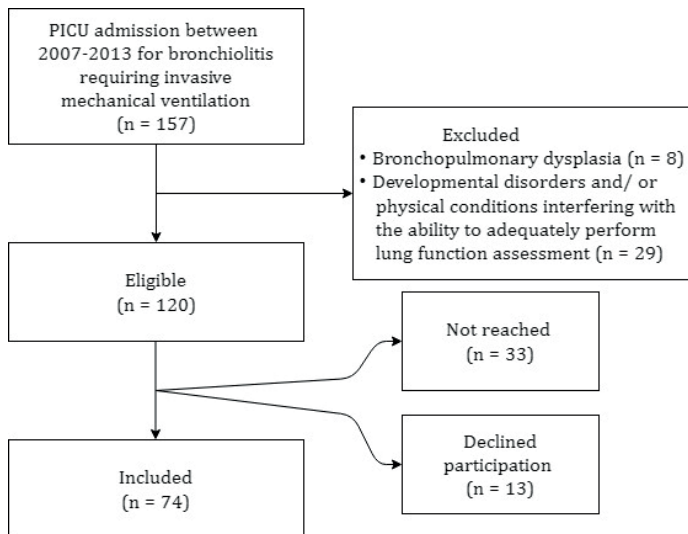 PICU admission between
2007-2013 for bronchiolitis
requiring invasive
mechanical ventilation
(n = 157)
Excluded
• Bronchopulmonary dysplasia (n = 8)
• Developmental disorders and/ or
physical conditions interfering with
the ability to adequately perform
lung function assessment (n = 29)
Eligible
(n = 120)
Not reached
(n = 33)
Declined
participation
(n = 13)
Included
(n = 74)